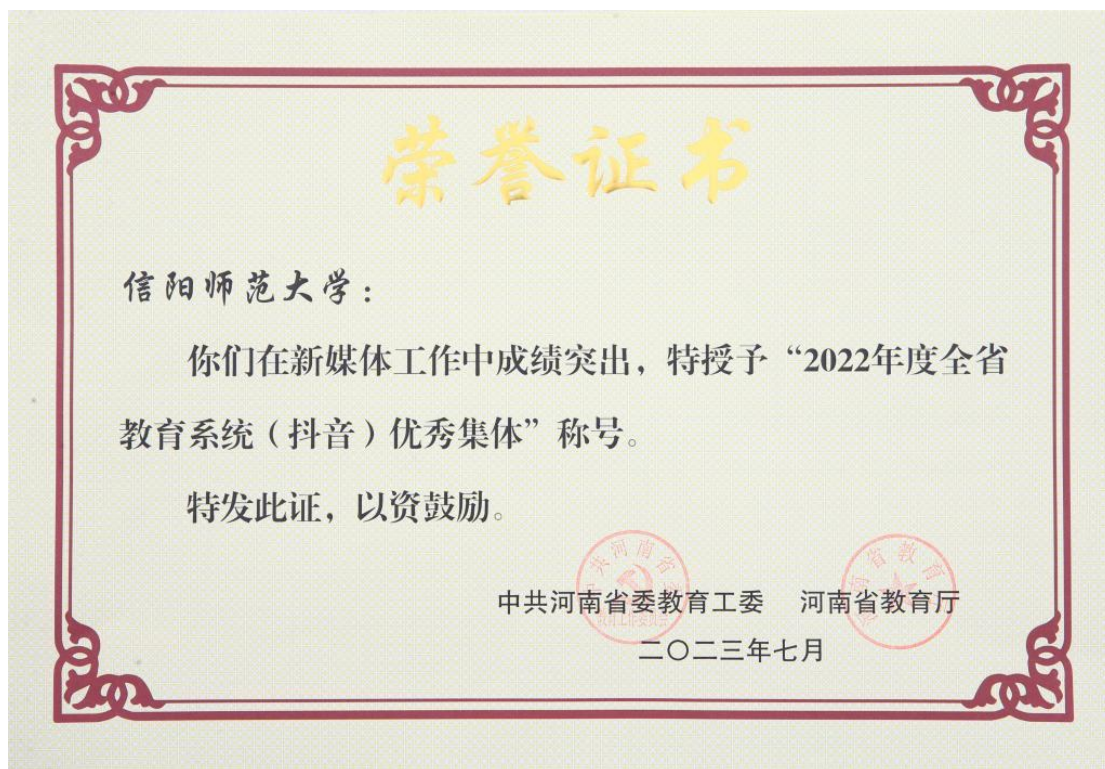 荣誉证书
信阳师范大学：
你们在新媒体工作中成绩突出，特授予“2022年度全省
教育系统（抖音）优秀集体”称号。
特发此证，以资鼓励。
中共河南省委教育工委 河南省教育厅
二〇二三年七月